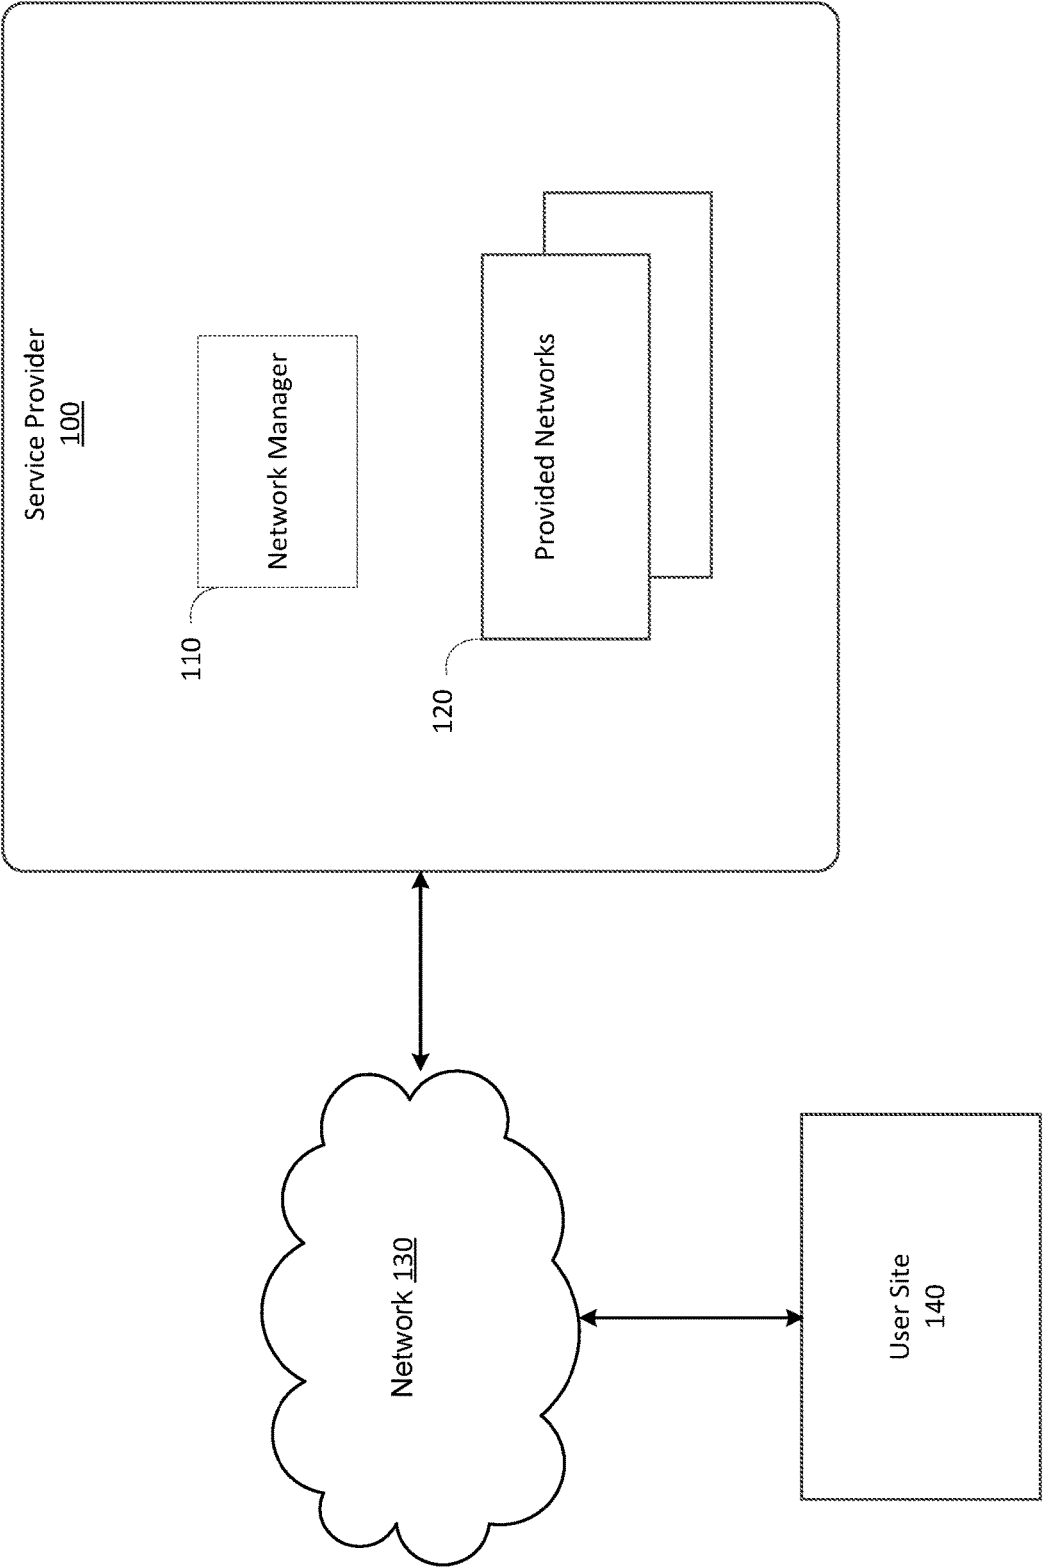 Service Provider
100
110
Network Manager
120
Provided Networks
Network 130
User Site
140